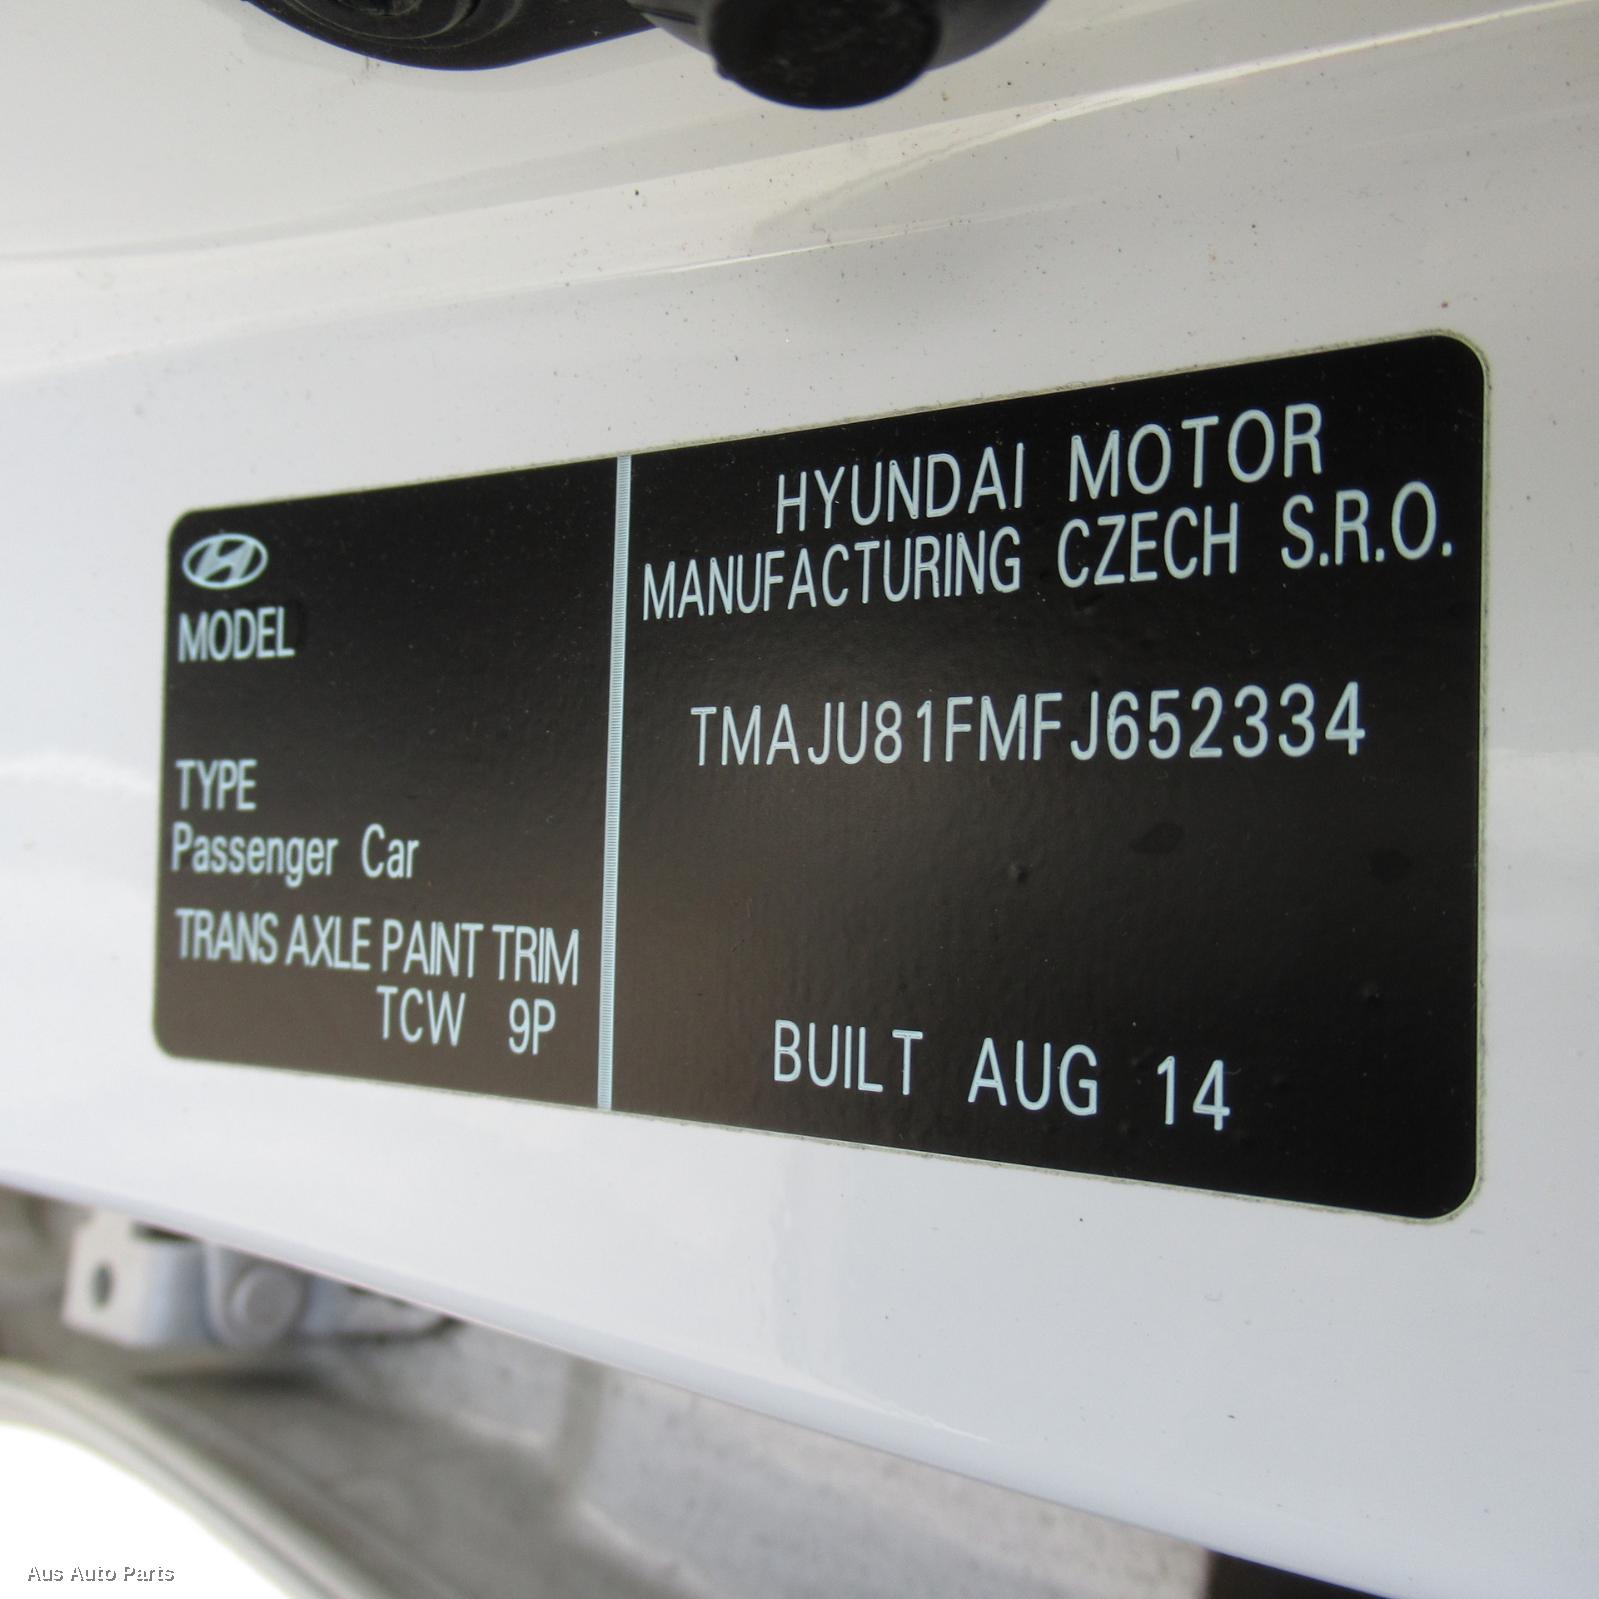 MODEL
TYPE
Passenger Car
TRANS AXLE PAINT TRIM
TCW 9P
HYUNDAI MOTOR
MANUFACTURING CZECH S.R.O.
TMAJU81FMFJ652334
BUILT AUG 14
Aus Auto Parts